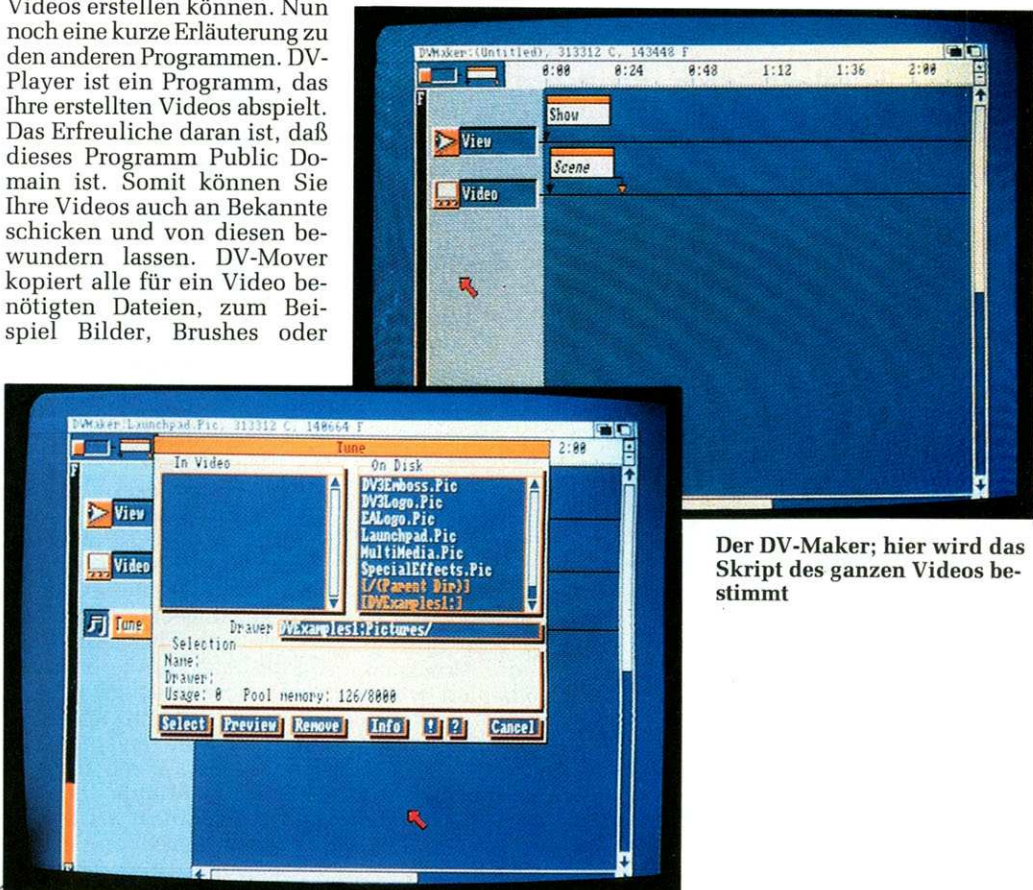 Videos erstellen können. Nun
noch eine kurze Erläuterung zu
den anderen Programmen. DV-
Player ist ein Programm, das
Ihre erstellten Videos abspielt.
Das Erfreuliche daran ist, daß
dieses Programm Public Do-
main ist. Somit können Sie
Ihre Videos auch an Bekannte
schicken und von diesen be-
wundern lassen. DV-Mover
kopiert alle für ein Video be-
nötigten Dateien, zum Bei-
spiel Bilder, Brushes oder
DVMaker:(Untitled), 313312 C, 143448 F
0:00 0:24 0:48 1:12 1:36 2:00
F
Show
View
Scene
Video
DVMaker:Launchpad.Pic, 313312 C, 140664 F
Tune
2:00
F
In Video
On Disk
DV3Emboss.Pic
DV3Logo.Pic
EALogo.Pic
Launchpad.Pic
MultiMedia.Pic
SpecialEffects.Pic
[/(Parent Dir)]
[DVExamples1:]
View
Video
Tune
Drawer DVExamples1:Pictures/
Selection
Name:
Drawer:
Usage: 0 Pool memory: 126/8000
Select Preview Remove Info ! ? Cancel
Der DV-Maker; hier wird das
Skript des ganzen Videos be-
stimmt